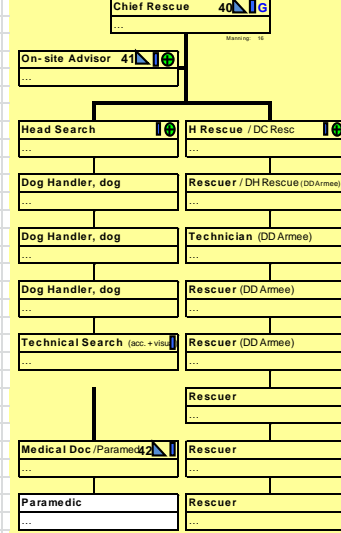 Chief Rescue 40 G
...
Manning: 16
On-site Advisor 41
...
Head Search
...
H Rescue / DC Resc
...
Dog Handler, dog
...
Rescuer / DH Rescue (DD Armee)
...
Dog Handler, dog
...
Technician (DD Armee)
...
Dog Handler, dog
...
Rescuer (DD Armee)
...
Technical Search (acc. + visu
...
Rescuer (DD Armee)
...
Rescuer
...
Medical Doc /Paramed 42
...
Rescuer
...
Paramedic
...
Rescuer
...